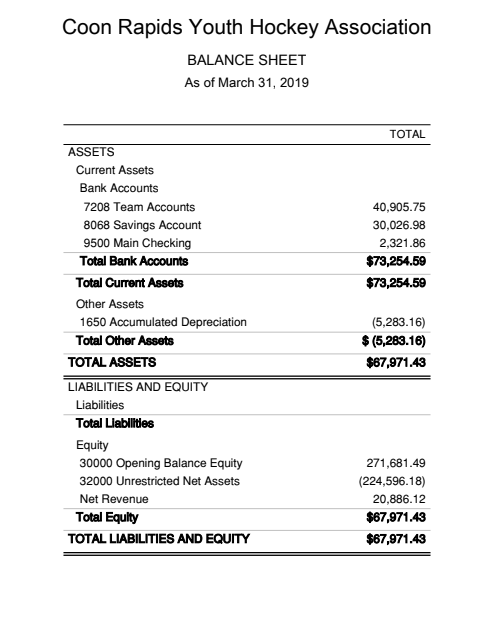 Coon Rapids Youth Hockey Association
BALANCE SHEET
As of March 31, 2019
TOTAL
ASSETS
Current Assets
Bank Accounts
7208 Team Accounts 40,905.75
8068 Savings Account 30,026.98
9500 Main Checking 2,321.86
Total Bank Accounts $73,254.59
Total Current Assets $73,254.59
Other Assets
1650 Accumulated Depreciation (5,283.16)
Total Other Assets $ (5,283.16)
TOTAL ASSETS $67,971.43
LIABILITIES AND EQUITY
Liabilities
Total Liabilities
Equity
30000 Opening Balance Equity 271,681.49
32000 Unrestricted Net Assets (224,596.18)
Net Revenue 20,886.12
Total Equity $67,971.43
TOTAL LIABILITIES AND EQUITY $67,971.43